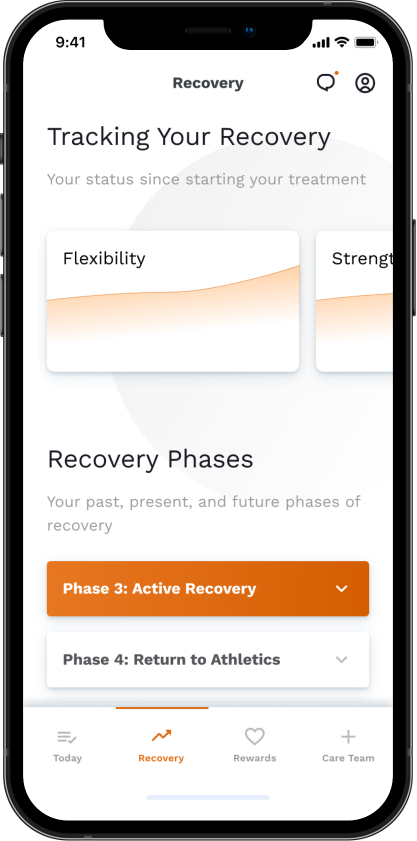 9:41
Recovery
Tracking Your Recovery
Your status since starting your treatment
Flexibility
Strengt
Recovery Phases
Your past, present, and future phases of
recovery
Phase 3: Active Recovery
Phase 4: Return to Athletics
Today
Recovery
Rewards
Care Team